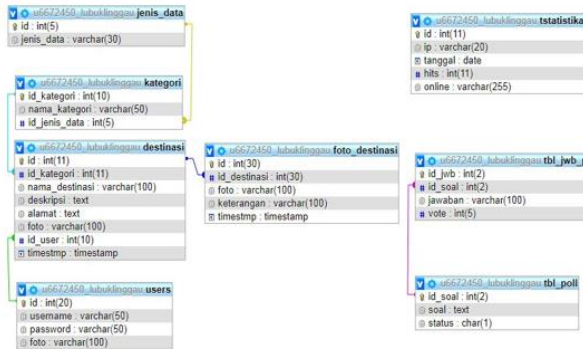 u6672450_lubuklinggau jenis_data
id : int(5)
jenis_data : varchar(30)
u6672450_lubuklinggau kategori
id_kategori : int(10)
nama_kategori : varchar(50)
id_jenis_data : int(5)
u6672450_lubuklinggau destinasi
id : int(11)
id_kategori : int(11)
nama_destinasi : varchar(100)
deskripsi : text
alamat : text
foto : varchar(100)
id_user : int(10)
timestmp : timestamp
u6672450_lubuklinggau users
id : int(20)
username : varchar(50)
password : varchar(50)
foto : varchar(100)
u6672450_lubuklinggau foto_destinasi
id : int(30)
id_destinasi : int(30)
foto : varchar(100)
keterangan : varchar(100)
timestmp : timestamp
u6672450_lubuklinggau tstatistika
id : int(11)
ip : varchar(20)
tanggal : date
hits : int(11)
online : varchar(255)
u6672450_lubuklinggau tbl_jwb_p
id_jwb : int(2)
id_soal : int(2)
jawaban : varchar(100)
vote : int(5)
u6672450_lubuklinggau tbl_poll
id_soal : int(2)
soal : text
status : char(1)